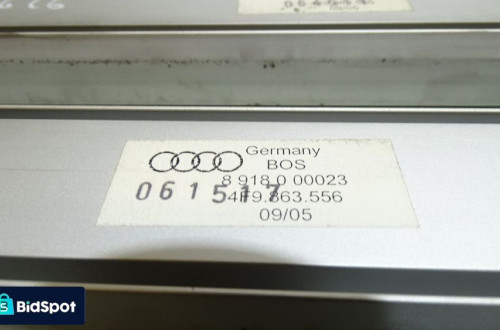 Germany
BOS
8 918 0 00023
061517
4F9.863.556
09/05
BidSpot